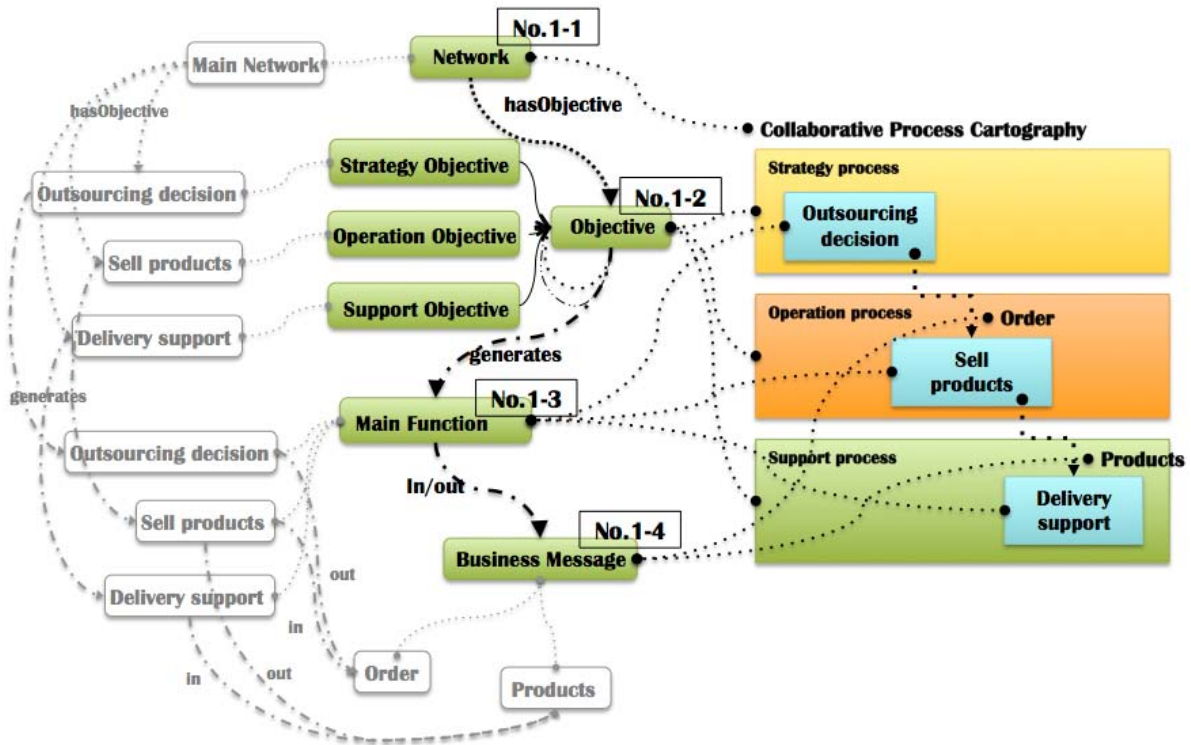 No.1-1
Main Network
Network
hasObjective
hasObjective
Collaborative Process Cartography
Strategy Objective
Strategy process
Outsourcing decision
No.1-2
Outsourcing
decision
Operation Objective
Objective
Sell products
Support Objective
Operation process
Order
Delivery support
generates
Sell
products
generates
No.1-3
Main Function
Outsourcing decision
Support process
Products
In/out
Delivery
support
Sell products
No.1-4
Business Message
out
Delivery support
in
in
out
Order
Products